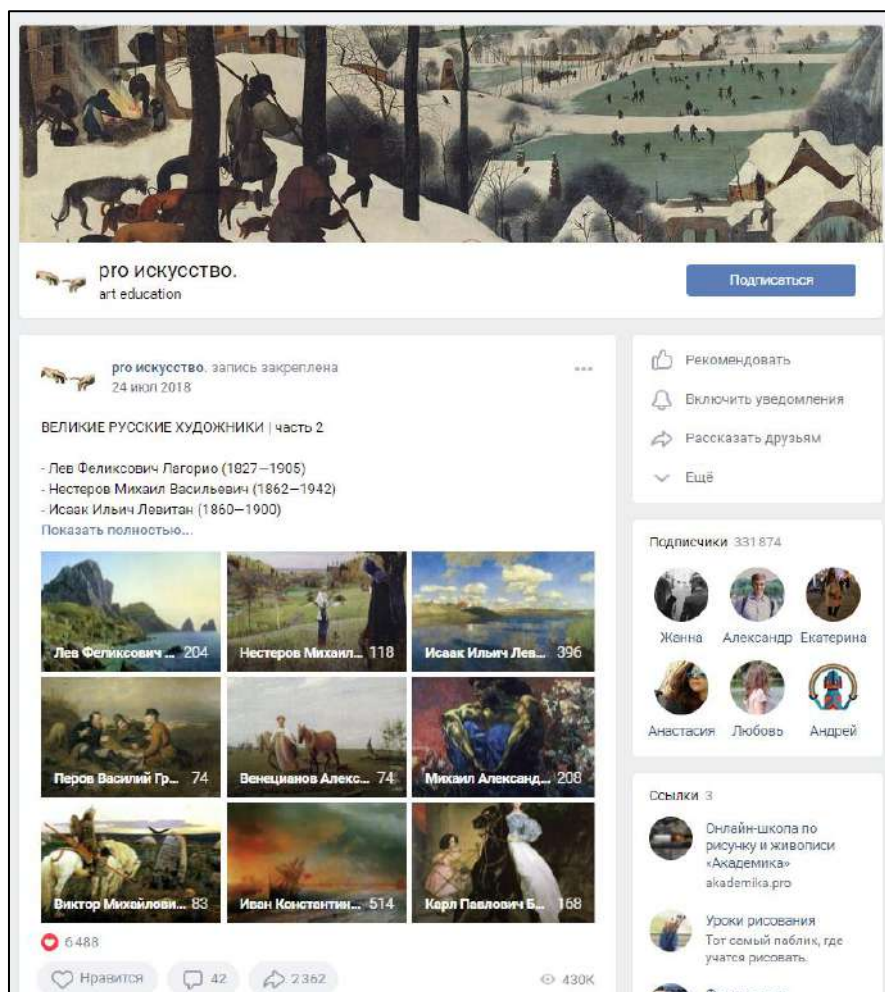 pro искусство.
art education
Подписаться
pro искусство. запись закреплена
24 июл 2018
ВЕЛИКИЕ РУССКИЕ ХУДОЖНИКИ | часть 2
- Лев Феликсович Лагорио (1827—1905)
- Нестеров Михаил Васильевич (1862—1942)
- Исаак Ильич Левитан (1860—1900)
Показать полностью...
Лев Феликсович ... 204
Нестеров Михаил... 118
Исаак Ильич Лев... 396
Перов Василий Гр... 74
Венецианов Алекс... 74
Михаил Александ... 208
Виктор Михайлови... 83
Иван Константин... 514
Карл Павлович Б... 168
6 488
Нравится
42
2 362
430K
Рекомендовать
Включить уведомления
Рассказать друзьям
Ещё
Подписчики 331 874
Жанна Александр Екатерина
Анастасия Любовь Андрей
Ссылки 3
Онлайн-школа по
рисунку и живописи
«Академика»
akademika.pro
Уроки рисования
Тот самый паблик, где
учатся рисовать.